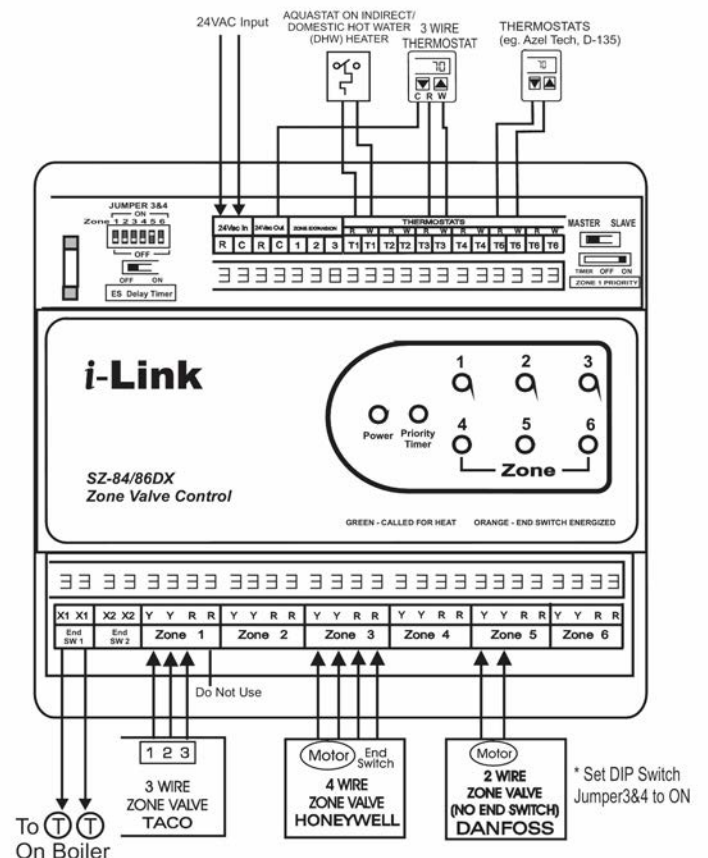 24VAC Input
AQUASTAT ON INDIRECT/
DOMESTIC HOT WATER
(DHW) HEATER
3 WIRE
THERMOSTAT
THERMOSTATS
(eg. Azel Tech, D-135)
70
C R W
70
JUMPER 3&4
ON
Zone 1 2 3 4 5 6
OFF
OFF ON
ES Delay Timer
24Vac In 24Vac Out ZONE EXPANSION THERMOSTATS
R W R W R W R W R W R W
R C R C 1 2 3 T1 T1 T2 T2 T3 T3 T4 T4 T5 T5 T6 T6
MASTER SLAVE
TIMER OFF ON
ZONE 1 PRIORITY
i-Link
SZ-84/86DX
Zone Valve Control
Power
Priority
Timer
1 2 3
4 5 6
Zone
GREEN - CALLED FOR HEAT ORANGE - END SWITCH ENERGIZED
X1 X1 X2 X2 Y Y R R Y Y R R Y Y R R Y Y R R Y Y R R Y Y R R
End
SW 1
End
SW 2
Zone 1 Zone 2 Zone 3 Zone 4 Zone 5 Zone 6
Do Not Use
1 2 3
3 WIRE
ZONE VALVE
TACO
Motor
End
Switch
4 WIRE
ZONE VALVE
HONEYWELL
Motor
2 WIRE
ZONE VALVE
(NO END SWITCH)
DANFOSS
* Set DIP Switch
Jumper3&4 to ON
To T T
On Boiler